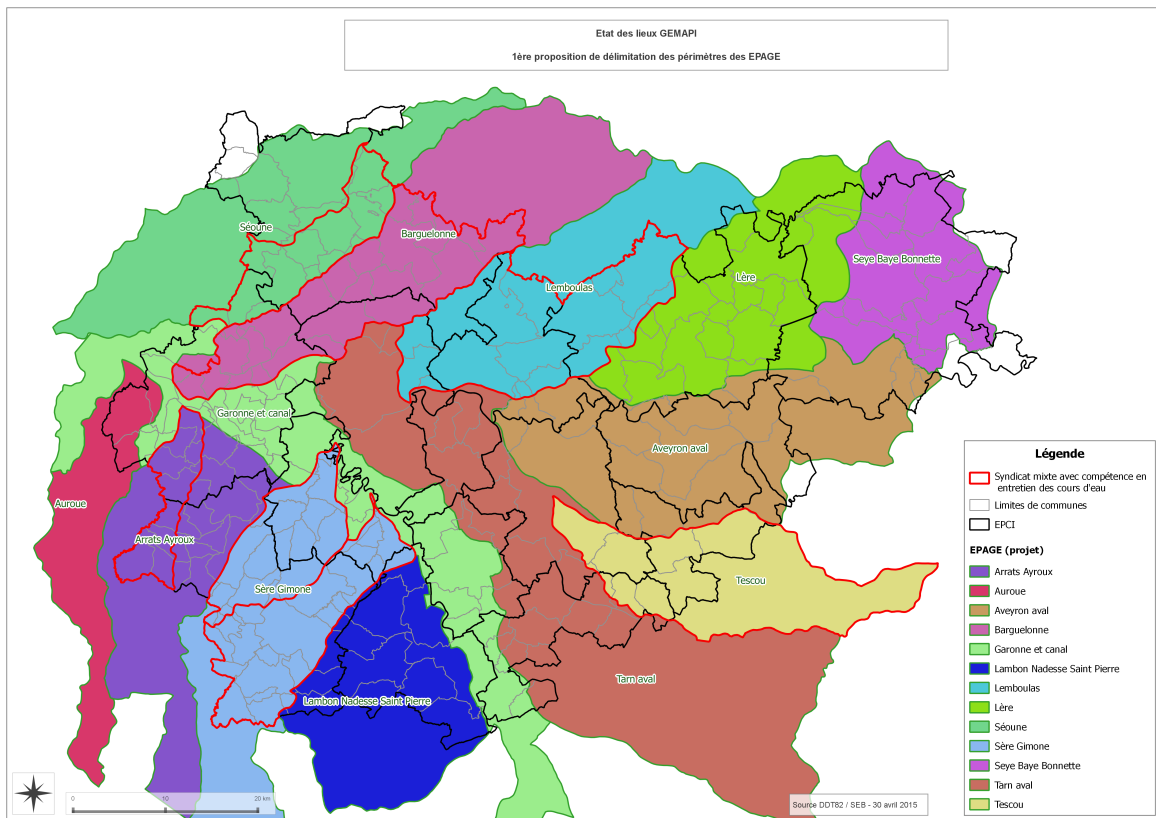 Etat des lieux GEMAPI
1ère proposition de délimitation des périmètres des EPAGE
Séoune
Barguelonne
Seye Baye Bonnette
Lère
Lemboulas
Garonne et canal
Aveyron aval
Auroue
Arrats Ayroux
Sère Gimone
Tescou
Tarn aval
Lambon Nadesse Saint Pierre
Légende
Syndicat mixte avec compétence en
entretien des cours d'eau
Limites de communes
EPCI
EPAGE (projet)
Arrats Ayroux
Auroue
Aveyron aval
Barguelonne
Garonne et canal
Lambon Nadesse Saint Pierre
Lemboulas
Lère
Séoune
Sère Gimone
Seye Baye Bonnette
Tarn aval
Tescou
0 10 20 km
Source DDT82 / SEB - 30 avril 2015